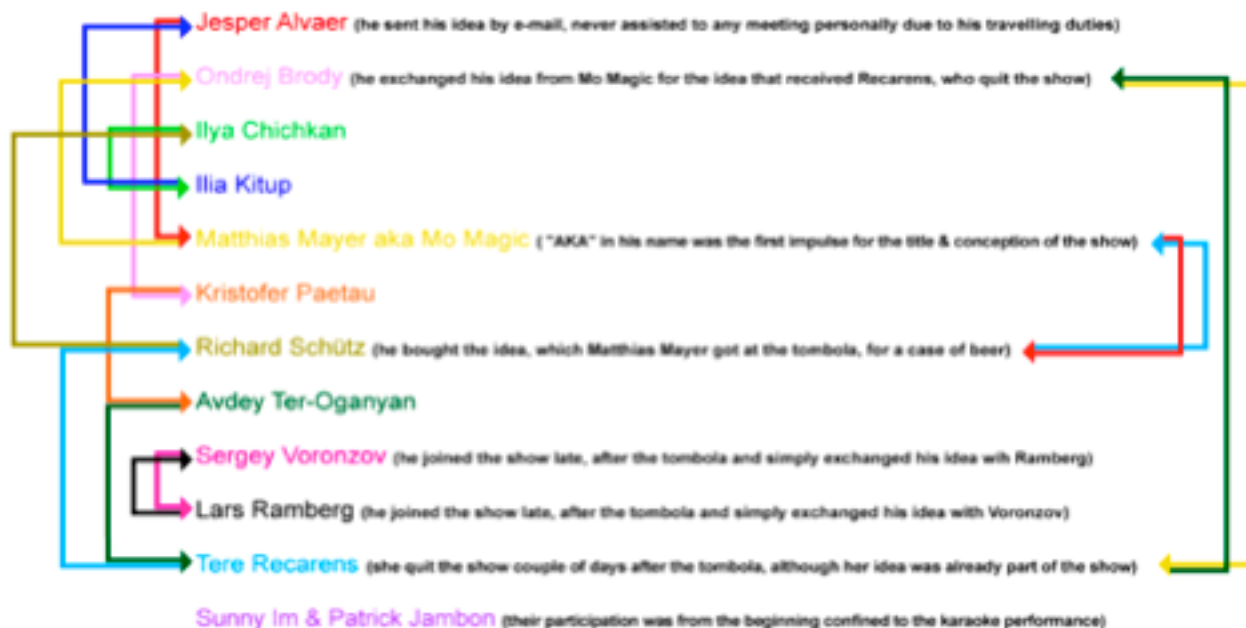 Jesper Alvaer (he sent his idea by e-mail, never assisted to any meeting personally due to his travelling duties)
Ondrej Brody (he exchanged his idea from Mo Magic for the idea that received Recarens, who quit the show)
Ilya Chichkan
Ilia Kitup
Matthias Mayer aka Mo Magic ( "AKA" in his name was the first impulse for the title & conception of the show)
Kristofer Paetau
Richard Schütz (he bought the idea, which Matthias Mayer got at the tombola, for a case of beer)
Avdey Ter-Oganyan
Sergey Voronzov (he joined the show late, after the tombola and simply exchanged his idea wih Ramberg)
Lars Ramberg (he joined the show late, after the tombola and simply exchanged his idea with Voronzov)
Tere Recarens (she quit the show couple of days after the tombola, although her idea was already part of the show)
Sunny Im & Patrick Jambon (their participation was from the beginning confined to the karaoke performance)